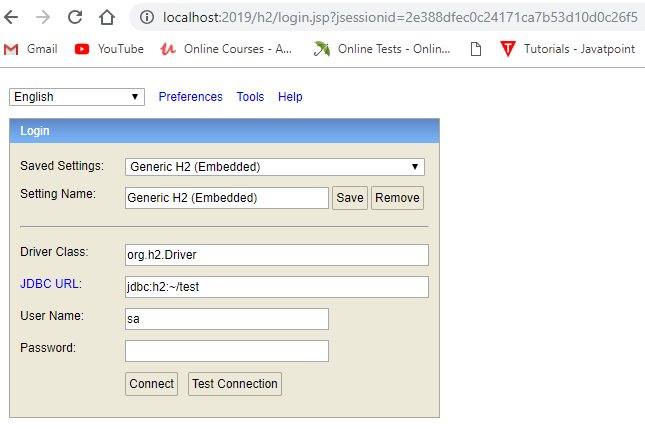 localhost:2019/h2/login.jsp?jsessionid=2e388dfec0c24171ca7b53d10d0c26f5
Gmail YouTube Online Courses - A... Online Tests - Onlin... Tutorials - Javatpoint
English Preferences Tools Help
Login
Saved Settings: Generic H2 (Embedded)
Setting Name: Generic H2 (Embedded) Save Remove
Driver Class: org.h2.Driver
JDBC URL: jdbc:h2:~/test
User Name: sa
Password:
Connect Test Connection